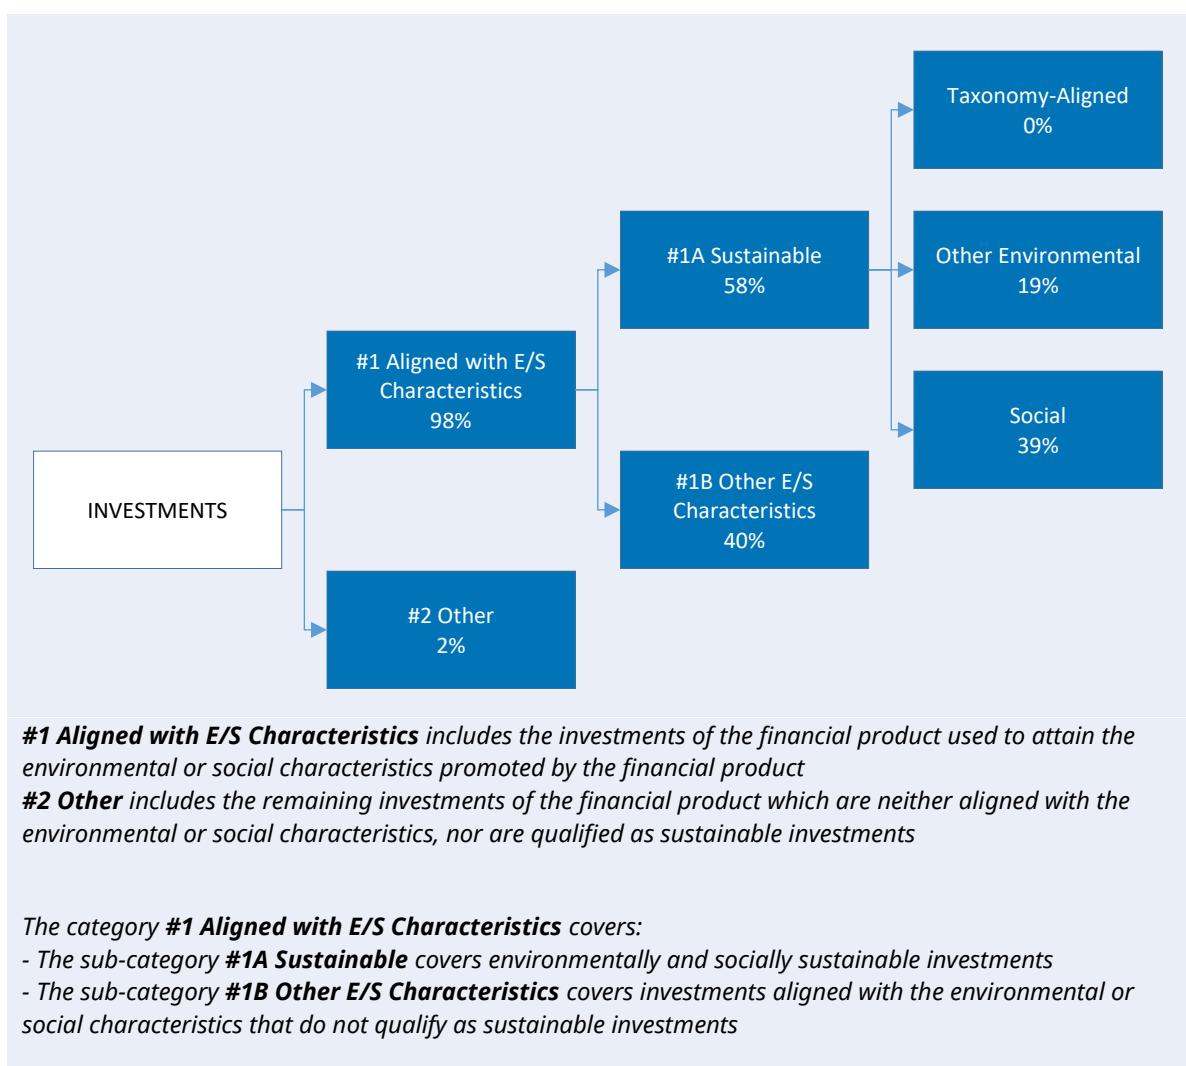 Taxonomy-Aligned
0%
#1A Sustainable
58%
Other Environmental
19%
#1 Aligned with E/S
Characteristics
98%
Social
39%
INVESTMENTS
#1B Other E/S
Characteristics
40%
#2 Other
2%
#1 Aligned with E/S Characteristics includes the investments of the financial product used to attain the
environmental or social characteristics promoted by the financial product
#2 Other includes the remaining investments of the financial product which are neither aligned with the
environmental or social characteristics, nor are qualified as sustainable investments
The category #1 Aligned with E/S Characteristics covers:
- The sub-category #1A Sustainable covers environmentally and socially sustainable investments
- The sub-category #1B Other E/S Characteristics covers investments aligned with the environmental or
social characteristics that do not qualify as sustainable investments